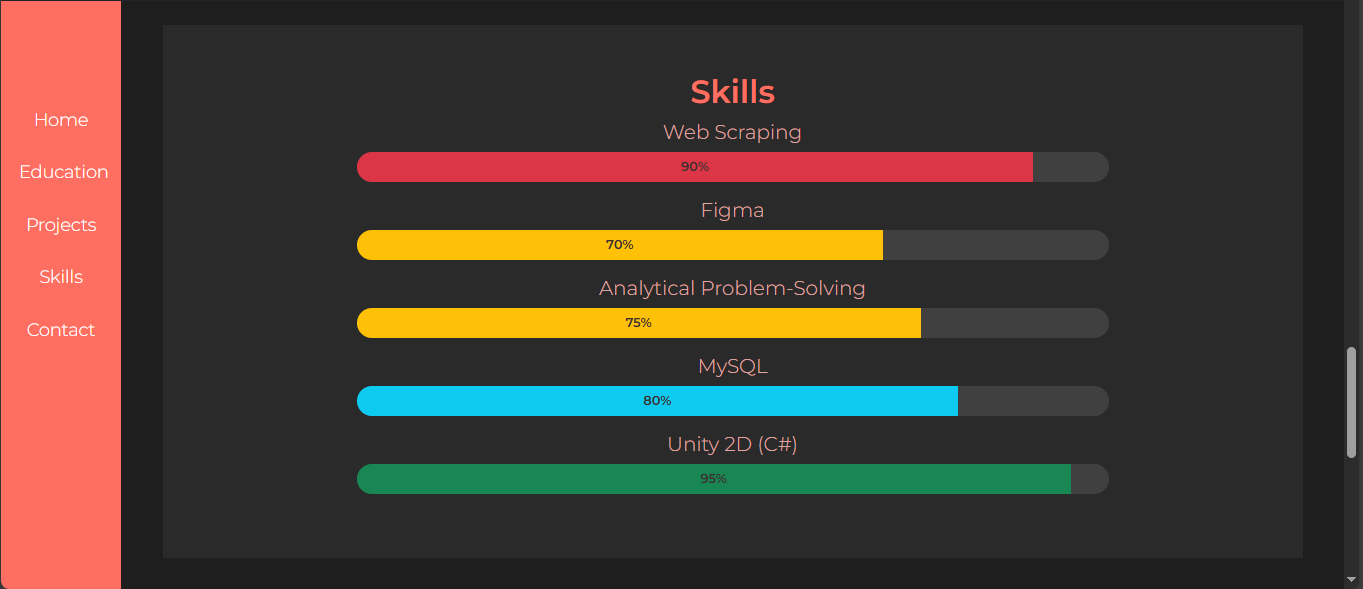 Home
Education
Projects
Skills
Contact
Skills
Web Scraping
90%
Figma
70%
Analytical Problem-Solving
75%
MySQL
80%
Unity 2D (C#)
95%